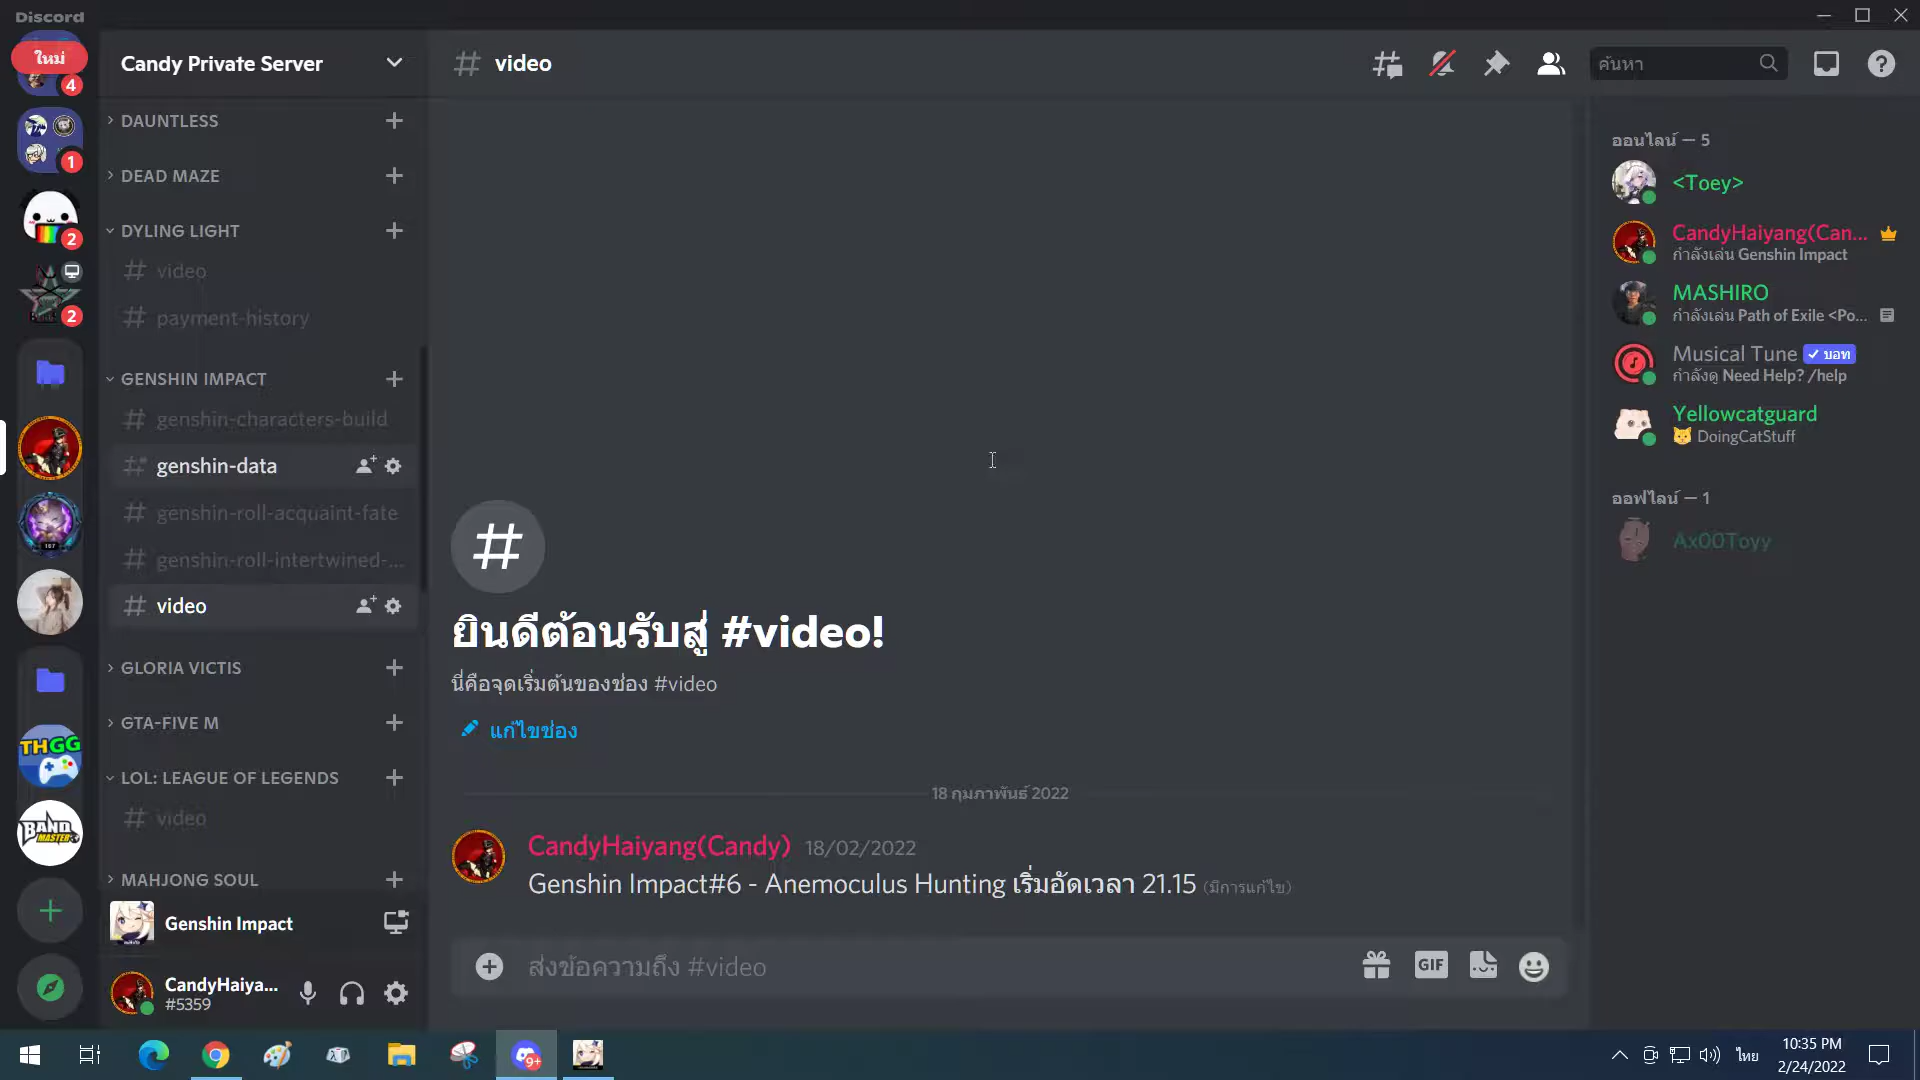 Discord
ใหม่
4
1
2
2
Candy Private Server
DAUNTLESS
DEAD MAZE
DYLING LIGHT
video
payment-history
GENSHIN IMPACT
genshin-characters-build
genshin-data
genshin-roll-acquaint-fate
genshin-roll-intertwined-...
video
GLORIA VICTIS
GTA-FIVE M
LOL: LEAGUE OF LEGENDS
video
MAHJONG SOUL
Genshin Impact
CandyHaiya...
#5359
THGG
BAND
MASTER
video
ค้นหา
ยินดีต้อนรับสู่ #video!
นี่คือจุดเริ่มต้นของช่อง #video
แก้ไขช่อง
18 กุมภาพันธ์ 2022
CandyHaiyang(Candy) 18/02/2022
Genshin Impact#6 - Anemoculus Hunting เริ่มอัดเวลา 21.15 (มีการแก้ไข)
ส่งข้อความถึง #video
GIF
ออนไลน์ — 5
<Toey>
CandyHaiyang(Can...
กำลังเล่น Genshin Impact
MASHIRO
กำลังเล่น Path of Exile <Po...
Musical Tune บอท
กำลังดู Need Help? /help
Yellowcatguard
DoingCatStuff
ออฟไลน์ — 1
Ax00Toyy
9+
ไทย
10:35 PM
2/24/2022